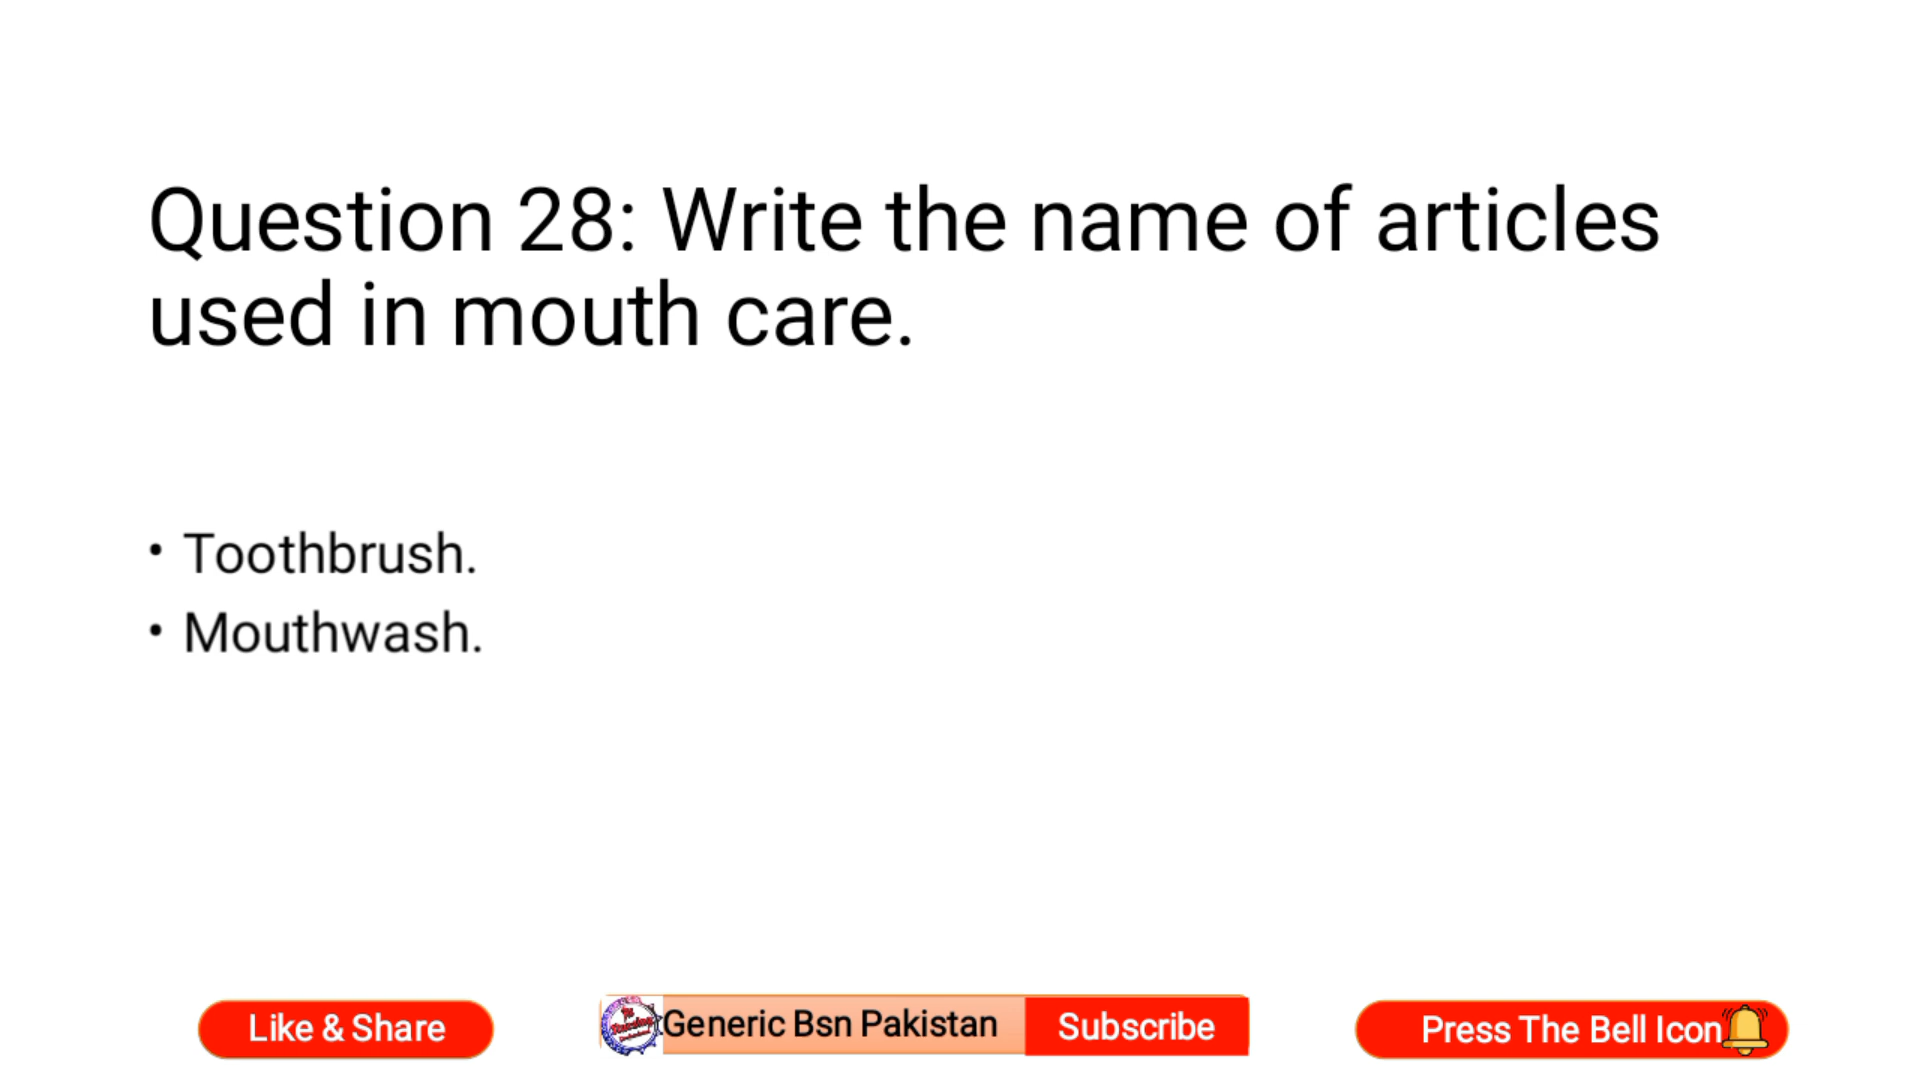 Question 28: Write the name of articles
used in mouth care.
• Toothbrush.
• Mouthwash.
Like & Share
Generic Bsn Pakistan
Subscribe
Press The Bell Icon